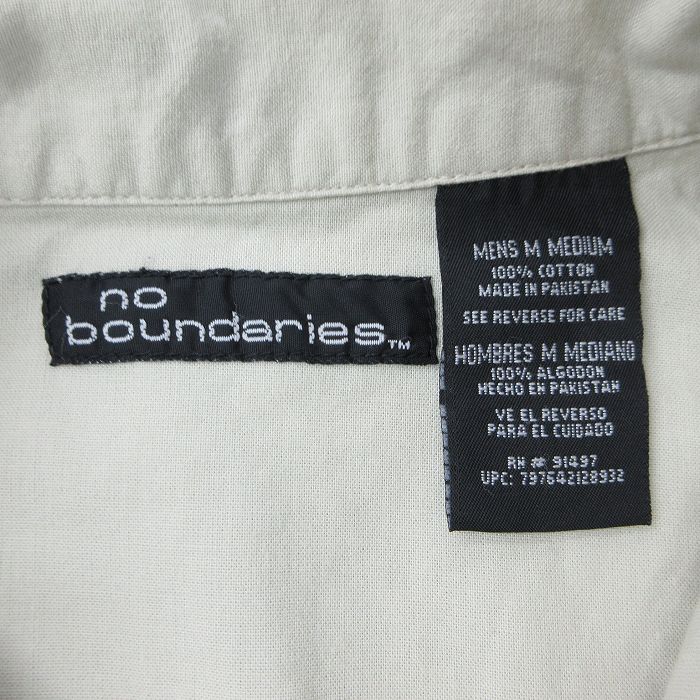 no
boundaries™
MENS M MEDIUM
100% COTTON
MADE IN PAKISTAN
SEE REVERSE FOR CARE
HOMBRES M MEDIANO
100% ALGODON
HECHO EN PAKISTAN
VE EL REVERSO
PARA EL CUIDADO
RN # 91497
UPC: 797642128932